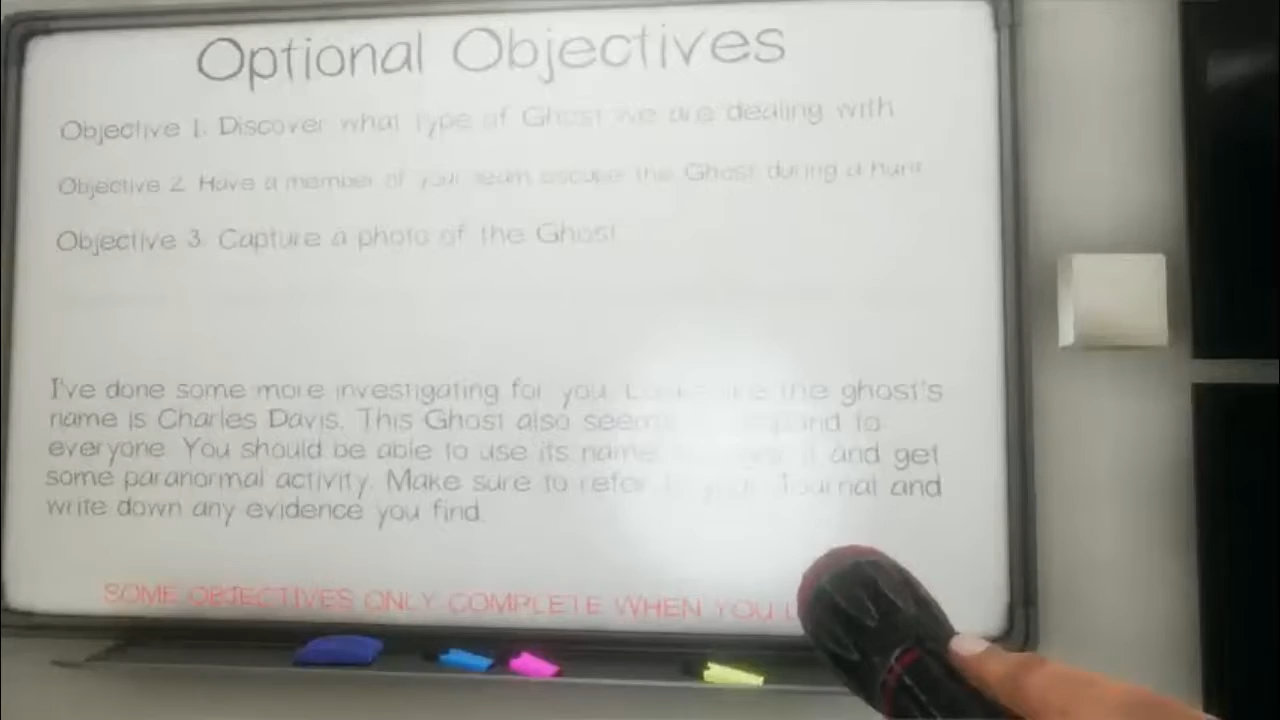 Optional Objectives
Objective 1. Discover what type of Ghost we are dealing with
Objective 2. Have a member of your team escape the Ghost during a hunt
Objective 3. Capture a photo of the Ghost
I've done some more investigating for you. the ghost's
name is Charles Davis. This Ghost also to
everyone. You should be able to use its name and get
some paranormal activity. Make sure to refer to your Journal and
write down any evidence you find.
SOME OBJECTIVES ONLY COMPLETE WHEN YOU